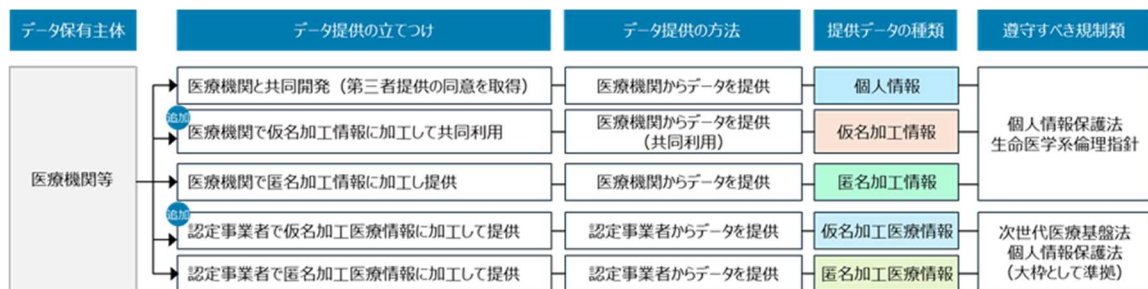 データ保有主体
データ提供の立てつけ
データ提供の方法
提供データの種類
遵守すべき規制類
医療機関等
医療機関と共同開発（第三者提供の同意を取得）
医療機関からデータを提供
個人情報
追加
医療機関で仮名加工情報に加工して共同利用
医療機関からデータを提供
（共同利用）
仮名加工情報
医療機関で匿名加工情報に加工し提供
医療機関からデータを提供
匿名加工情報
個人情報保護法
生命医学系倫理指針
追加
認定事業者で仮名加工医療情報に加工して提供
認定事業者からデータを提供
仮名加工医療情報
認定事業者で匿名加工医療情報に加工して提供
認定事業者からデータを提供
匿名加工医療情報
次世代医療基盤法
個人情報保護法
（大枠として準拠）